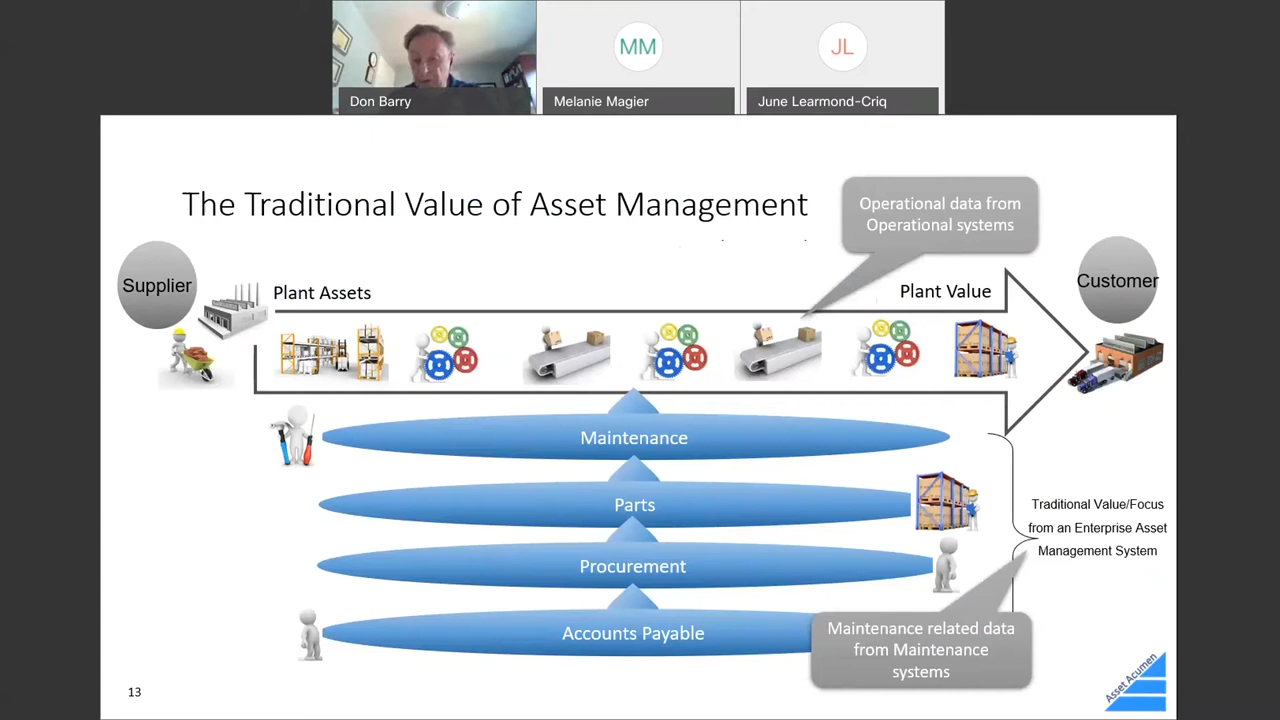 MM
JL
Don Barry
Melanie Magier
June Learmond-Criq
The Traditional Value of Asset Management
Operational data from
Operational systems
Supplier
Plant Assets
Plant Value
Customer
Maintenance
Parts
Procurement
Accounts Payable
Traditional Value/Focus
from an Enterprise Asset
Management System
Maintenance related data
from Maintenance
systems
13
Asset Acumen